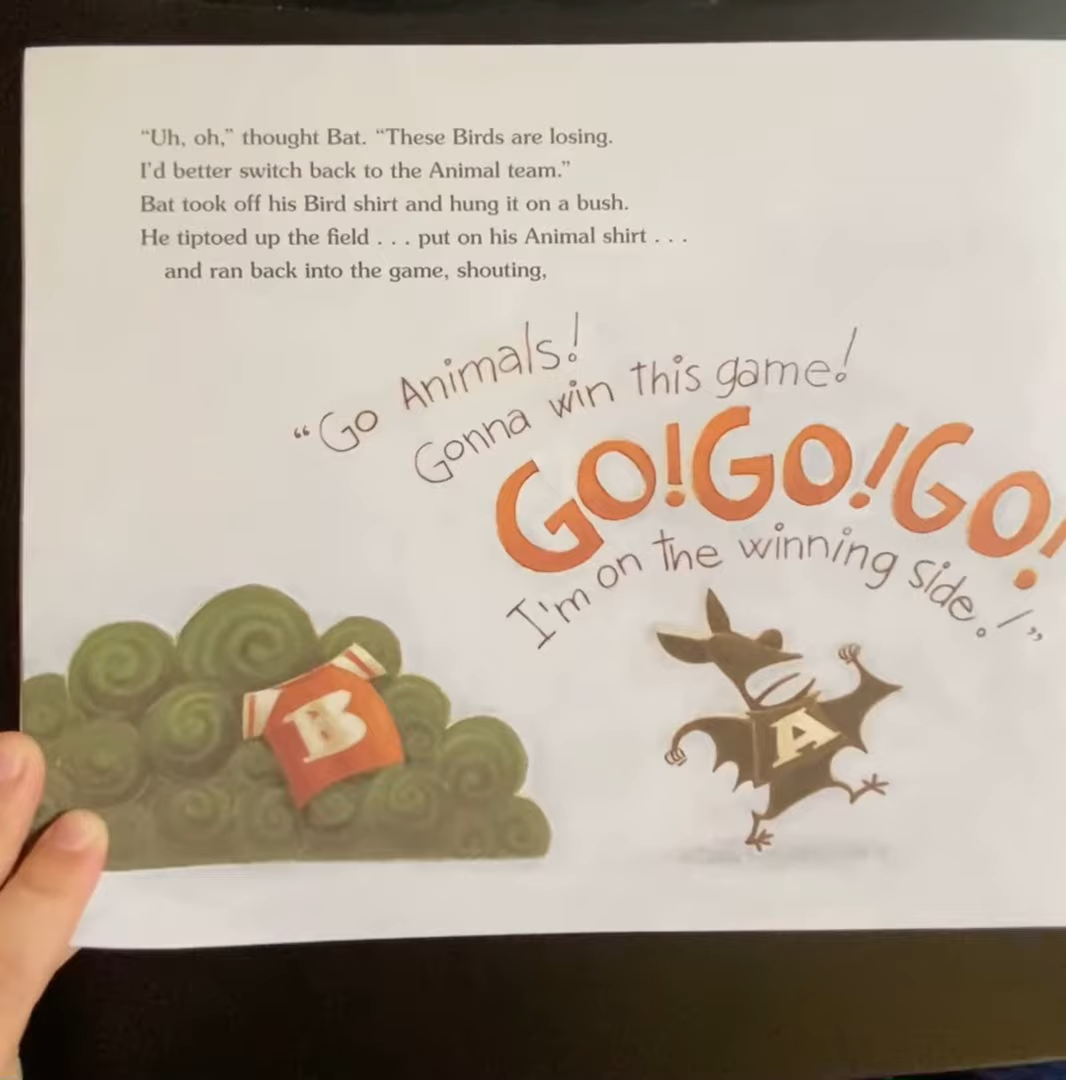 “Uh, oh,” thought Bat. “These Birds are losing.
I’d better switch back to the Animal team.”
Bat took off his Bird shirt and hung it on a bush.
He tiptoed up the field . . . put on his Animal shirt . . .
and ran back into the game, shouting,
“Go Animals!
Gonna win this game!
GO! GO! GO!
I'm on the winning side!”
B
A